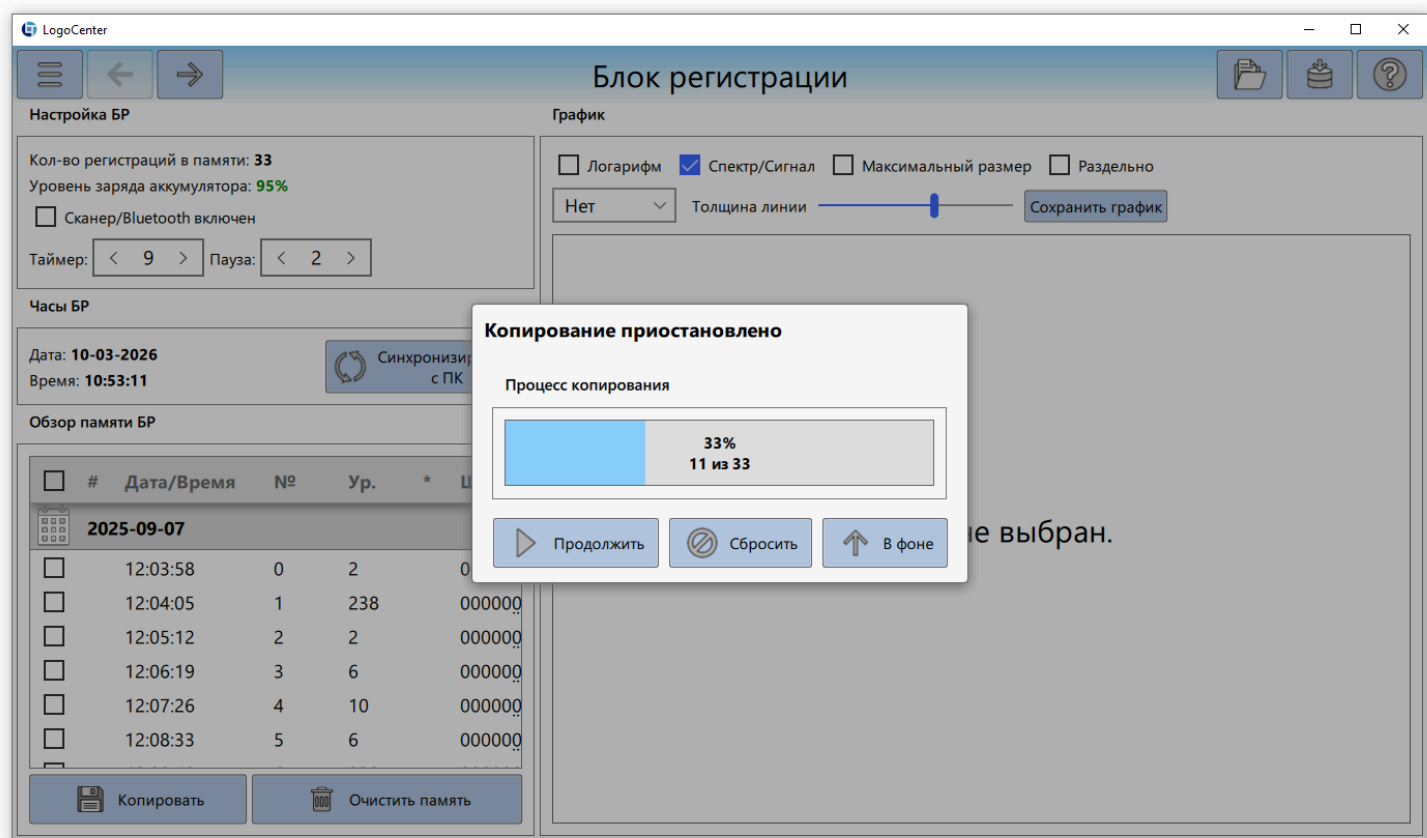 LogoCenter
Блок регистрации
Настройка БР
Кол-во регистраций в памяти: 33
Уровень заряда аккумулятора: 95%
Сканер/Bluetooth включен
Таймер: < 9 > Пауза: < 2 >
Часы БР
Дата: 10-03-2026
Время: 10:53:11
с ПК
Обзор памяти БР
# Дата/Время № Ур. *
2025-09-07
12:03:58 0 2
12:04:05 1 238 000000
12:05:12 2 2 000000
12:06:19 3 6 000000
12:07:26 4 10 000000
12:08:33 5 6 000000
Копировать Очистить память
График
Логарифм Спектр/Сигнал Максимальный размер Раздельно
Нет Толщина линии Сохранить график
выбран.
Копирование приостановлено
Процесс копирования
33%
11 из 33
Продолжить Сбросить В фоне